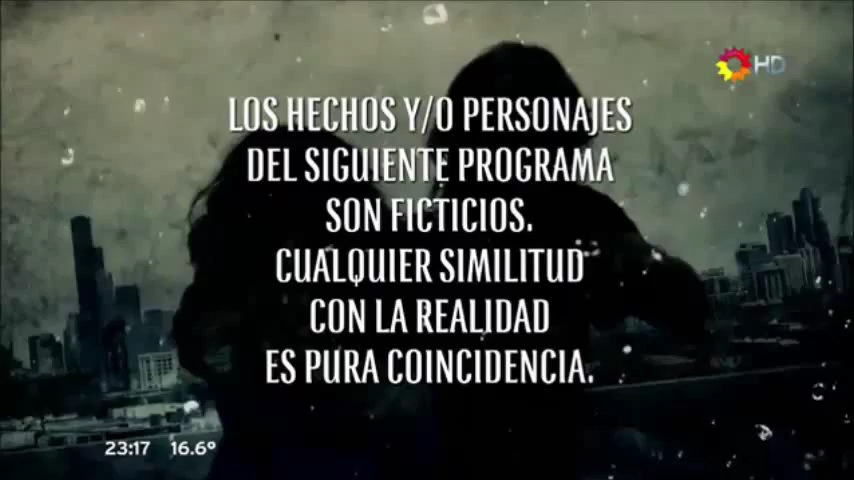 HD
LOS HECHOS Y/O PERSONAJES
DEL SIGUIENTE PROGRAMA
SON FICTICIOS.
CUALQUIER SIMILITUD
CON LA REALIDAD
ES PURA COINCIDENCIA.
23:17 16.6°